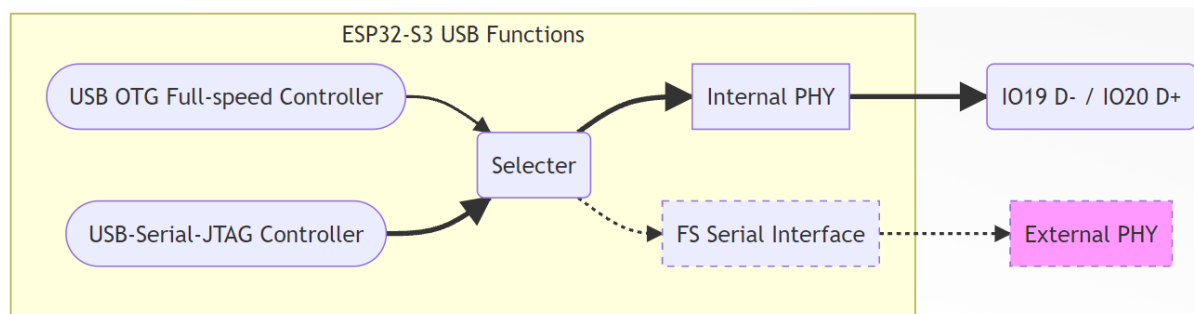 ESP32-S3 USB Functions
USB OTG Full-speed Controller
Internal PHY
IO19 D- / IO20 D+
Selecter
USB-Serial-JTAG Controller
FS Serial Interface
External PHY